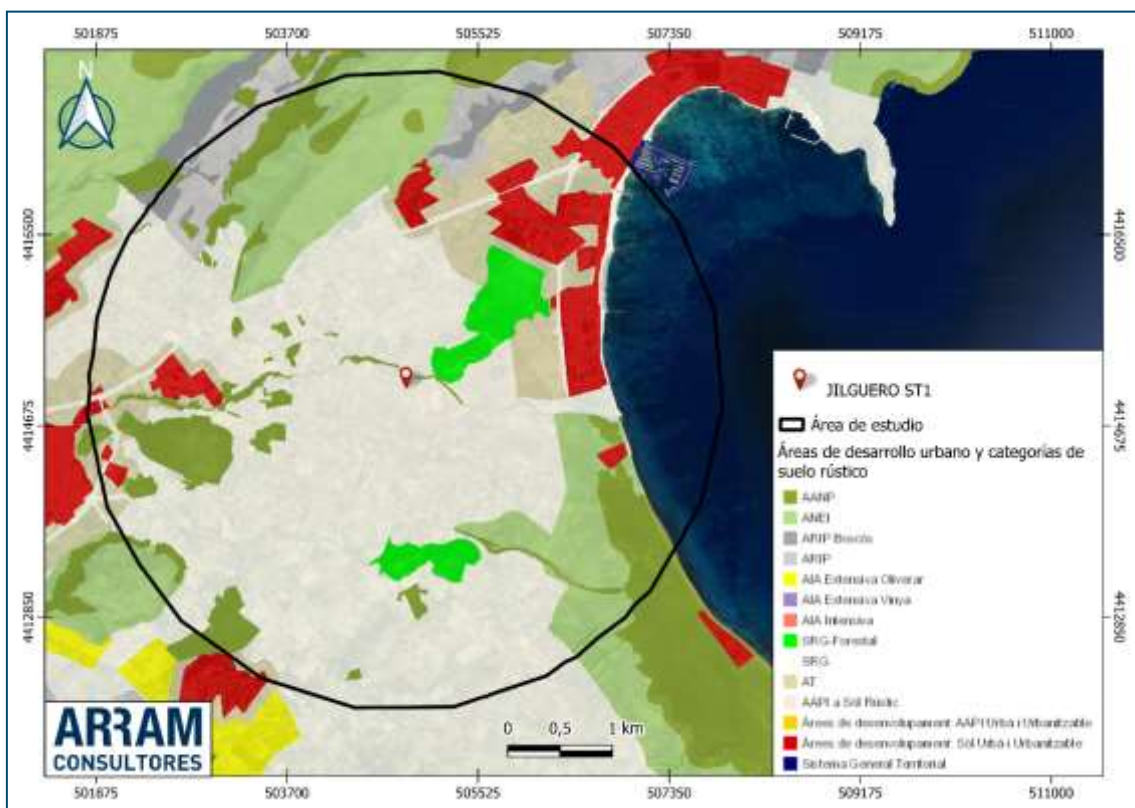 501875 503700 505525 507350 509175 511000
N
4416500 4416500
4414675 4414675
4412850 4412850
JILGUERO ST1
Área de estudio
Áreas de desarrollo urbano y categorías de
suelo rústico
AANP
ANEI
ARIP Boscós
ARIP
AIA Extensiva Oliverar
AIA Extensiva Vinya
AIA Intensiva
SRG-Forestal
SRG
AT
AAPI a Sòl Rústic
Àrees de desenvolupament: AAPI Urbà i Urbanitzable
Àrees de desenvolupament: Sòl Urbà i Urbanitzable
Sistema General Territorial
ARRAM
CONSULTORES
0 0,5 1 km
501875 503700 505525 507350 509175 511000